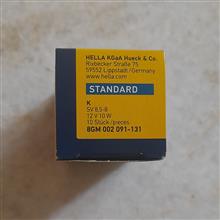 HELLA KGaA Hueck & Co.
Rixbecker Straße 75
59552 Lippstadt/Germany
www.hella.com
STANDARD
K
SV 8,5-8
12 V 10 W
10 Stück/pieces
8GM 002 091-131